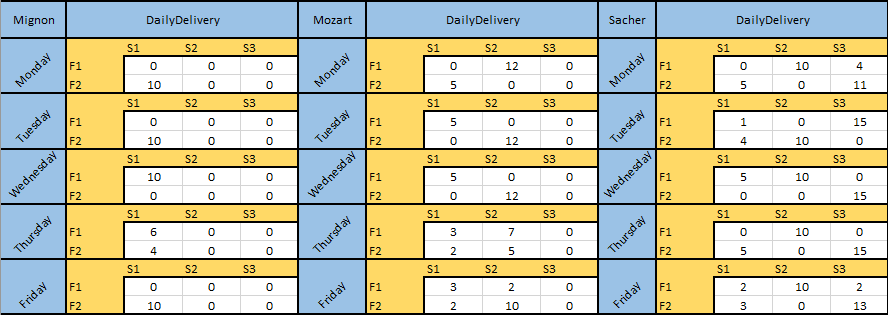 Mignon DailyDelivery Mozart DailyDelivery Sacher DailyDelivery
Monday S1 S2 S3 Monday S1 S2 S3 Monday S1 S2 S3
F1 0 0 0 F1 0 12 0 F1 0 10 4
F2 10 0 0 F2 5 0 0 F2 5 0 11
Tuesday S1 S2 S3 Tuesday S1 S2 S3 Tuesday S1 S2 S3
F1 0 0 0 F1 5 0 0 F1 1 0 15
F2 10 0 0 F2 0 12 0 F2 4 10 0
Wednesday S1 S2 S3 Wednesday S1 S2 S3 Wednesday S1 S2 S3
F1 10 0 0 F1 5 0 0 F1 5 10 0
F2 0 0 0 F2 0 12 0 F2 0 0 15
Thursday S1 S2 S3 Thursday S1 S2 S3 Thursday S1 S2 S3
F1 6 0 0 F1 3 7 0 F1 0 10 0
F2 4 0 0 F2 2 5 0 F2 5 0 15
Friday S1 S2 S3 Friday S1 S2 S3 Friday S1 S2 S3
F1 0 0 0 F1 3 2 0 F1 2 10 2
F2 10 0 0 F2 2 10 0 F2 3 0 13